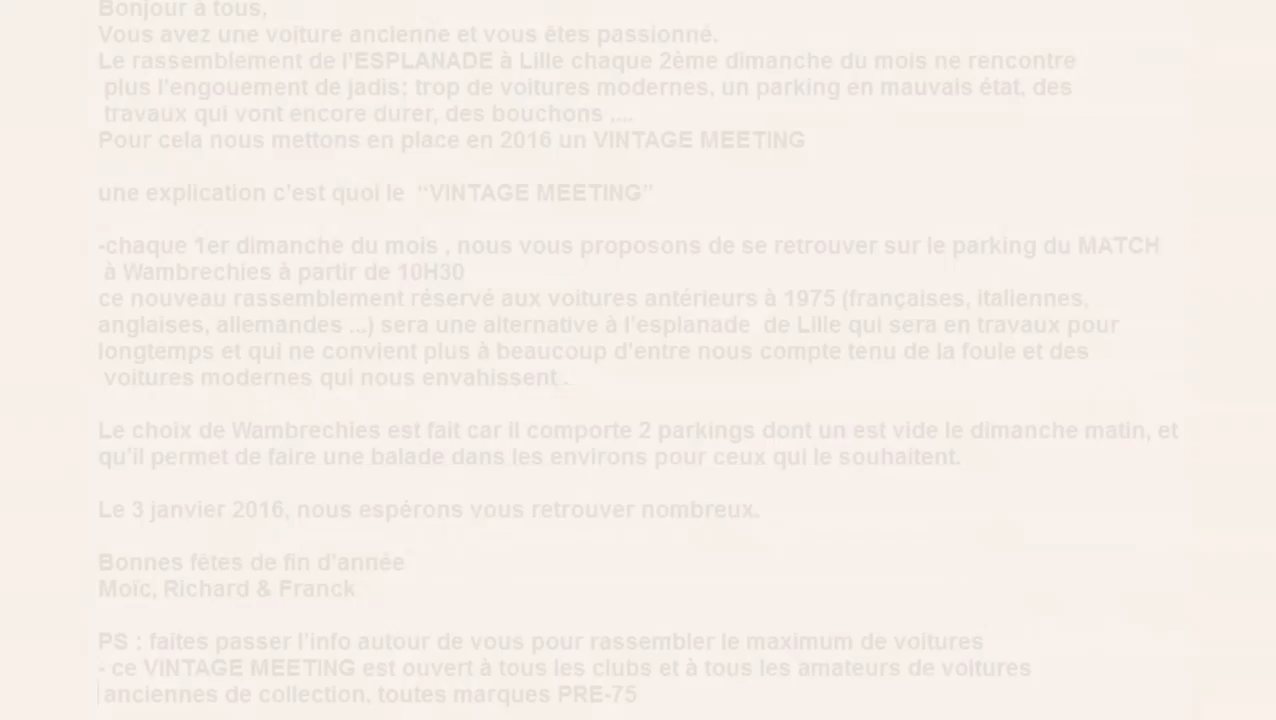 Bonjour à tous,
Vous avez une voiture ancienne et vous êtes passionné.
Le rassemblement de l'ESPLANADE à Lille chaque 2ème dimanche du mois ne rencontre
plus l'engouement de jadis; trop de voitures modernes, un parking en mauvais état, des
travaux qui vont encore durer, des bouchons ....
Pour cela nous mettons en place en 2016 un VINTAGE MEETING
une explication c'est quoi le "VINTAGE MEETING"
-chaque 1er dimanche du mois , nous vous proposons de se retrouver sur le parking du MATCH
à Wambrechies à partir de 10H30
ce nouveau rassemblement réservé aux voitures antérieurs à 1975 (françaises, italiennes,
anglaises, allemandes ...) sera une alternative à l'esplanade de Lille qui sera en travaux pour
longtemps et qui ne convient plus à beaucoup d'entre nous compte tenu de la foule et des
voitures modernes qui nous envahissent .
Le choix de Wambrechies est fait car il comporte 2 parkings dont un est vide le dimanche matin, et
qu'il permet de faire une balade dans les environs pour ceux qui le souhaitent.
Le 3 janvier 2016, nous espérons vous retrouver nombreux.
Bonnes fêtes de fin d'année
Moïc, Richard & Franck
PS : faites passer l'info autour de vous pour rassembler le maximum de voitures
- ce VINTAGE MEETING est ouvert à tous les clubs et à tous les amateurs de voitures
anciennes de collection, toutes marques PRE-75